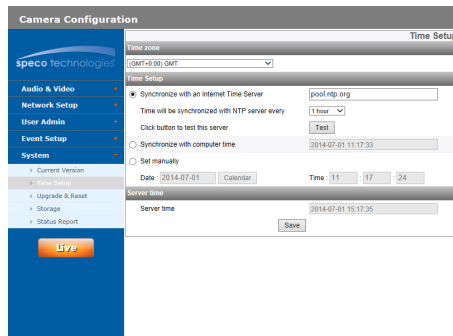 Camera Configuration
Time Setu
speco technologies
Time zone
(GMT+0:00) GMT
Time Setup
Audio & Video
Synchronize with an Internet Time Server
pool.ntp.org
Network Setup
Time will be synchronized with NTP server every
1 hour
User Admin
Click button to test this server
Test
Event Setup
Synchronize with computer time
2014-07-01 11:17:33
System
Set manually
Current Version
Date : 2014-07-01 Calendar
Time : 11 : 17 : 24
Time Setup
Upgrade & Reset
Server time
Storage
Server time
2014-07-01 15:17:35
Status Report
Save
Live